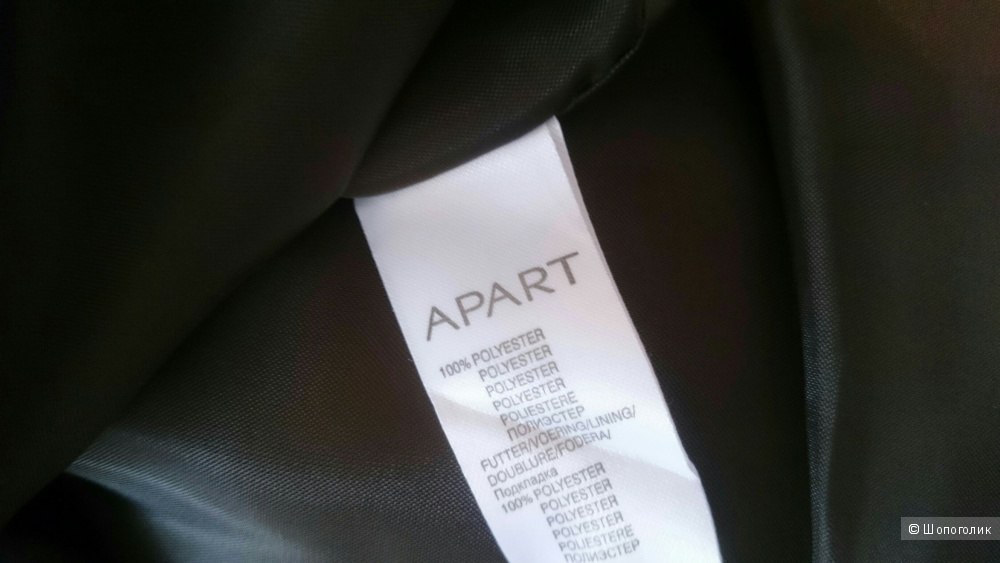 APART
100% POLYESTER
POLYESTER
POLYESTER
POLYESTER
POLIESTERE
ПОЛИЭСТЕР
FUTTER/VOERING/LINING/
DOUBLURE/FODERA/
Подкладка
100% POLYESTER
POLYESTER
POLYESTER
POLYESTER
POLIESTERE
ПОЛИЭСТЕР
© Шопоголик